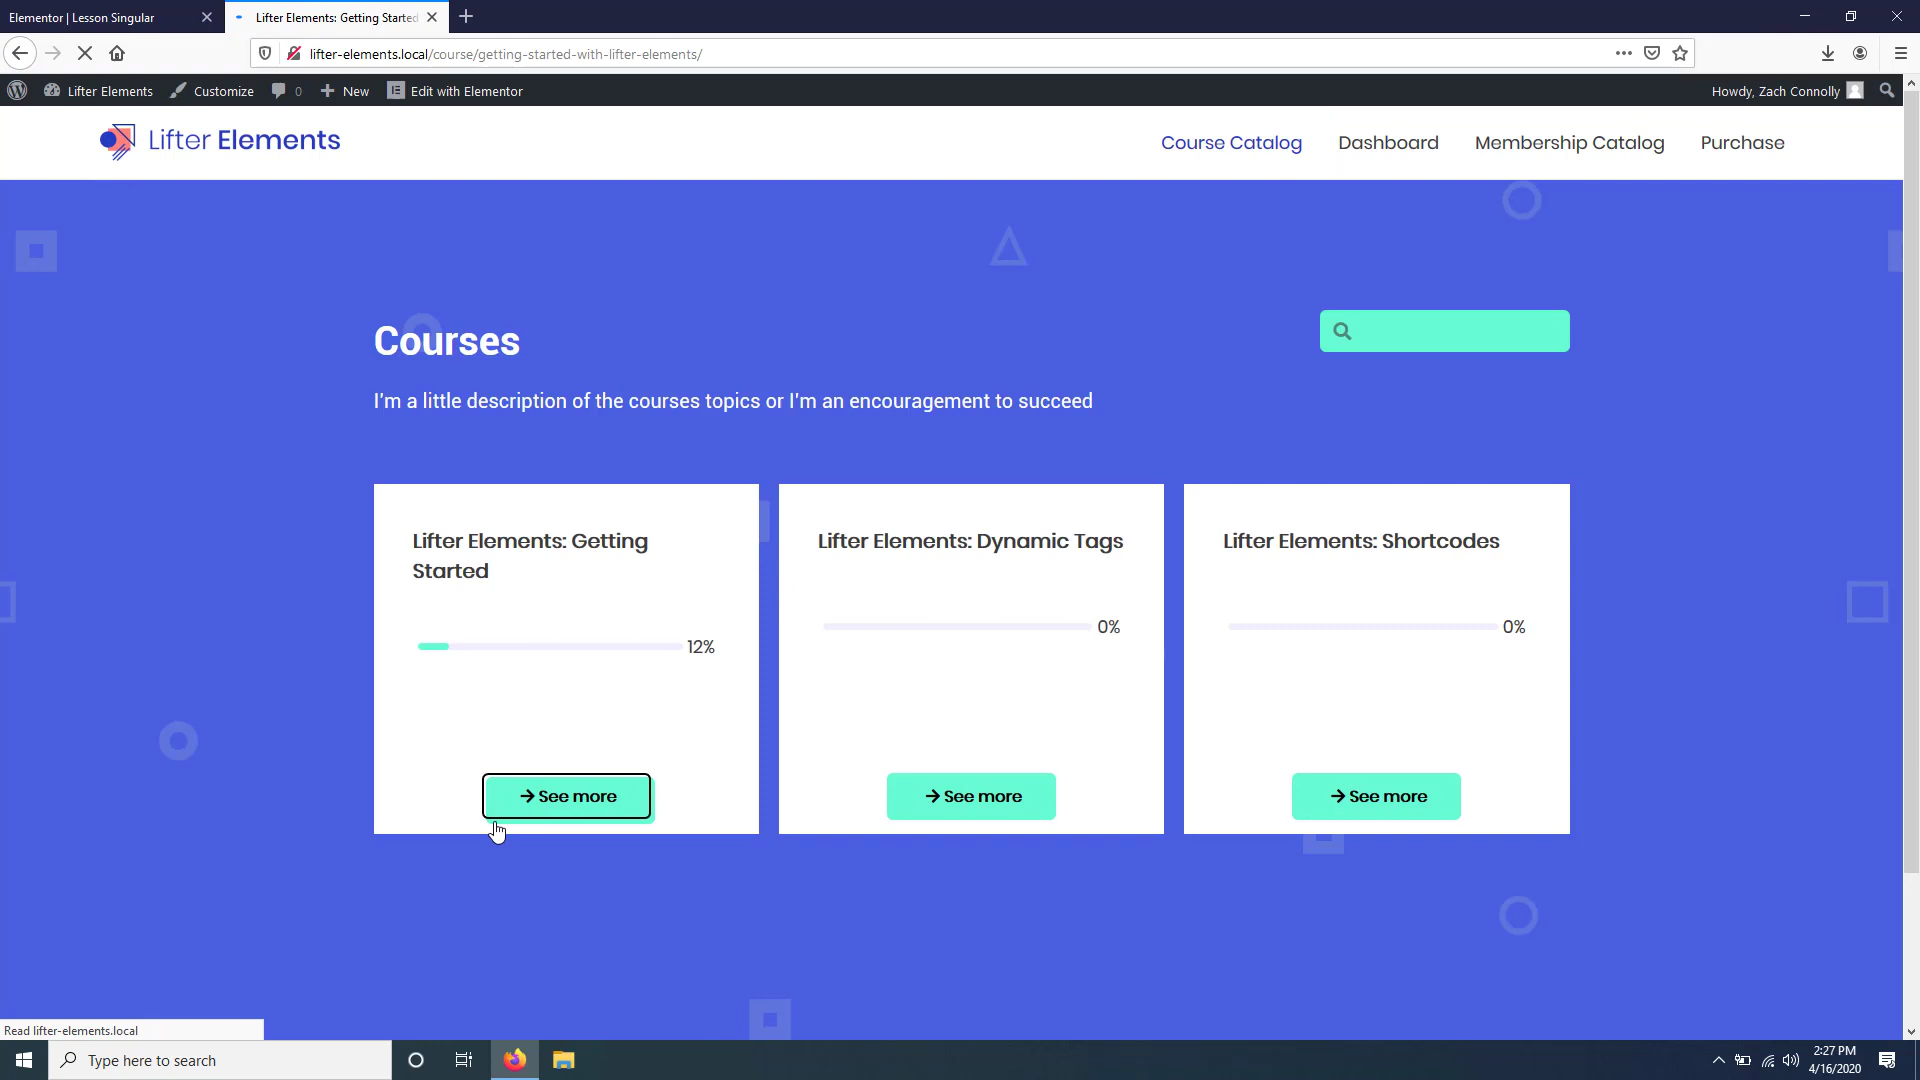 Elementor | Lesson Singular
Lifter Elements: Getting Started
lifter-elements.local/course/getting-started-with-lifter-elements/
Lifter Elements
Customize
0
New
Edit with Elementor
Howdy, Zach Connolly
Lifter Elements
Course Catalog
Dashboard
Membership Catalog
Purchase
Courses
I'm a little description of the courses topics or I'm an encouragement to succeed
Lifter Elements: Getting
Started
12%
See more
Lifter Elements: Dynamic Tags
0%
See more
Lifter Elements: Shortcodes
0%
See more
Read lifter-elements.local
Type here to search
2:27 PM
4/16/2020